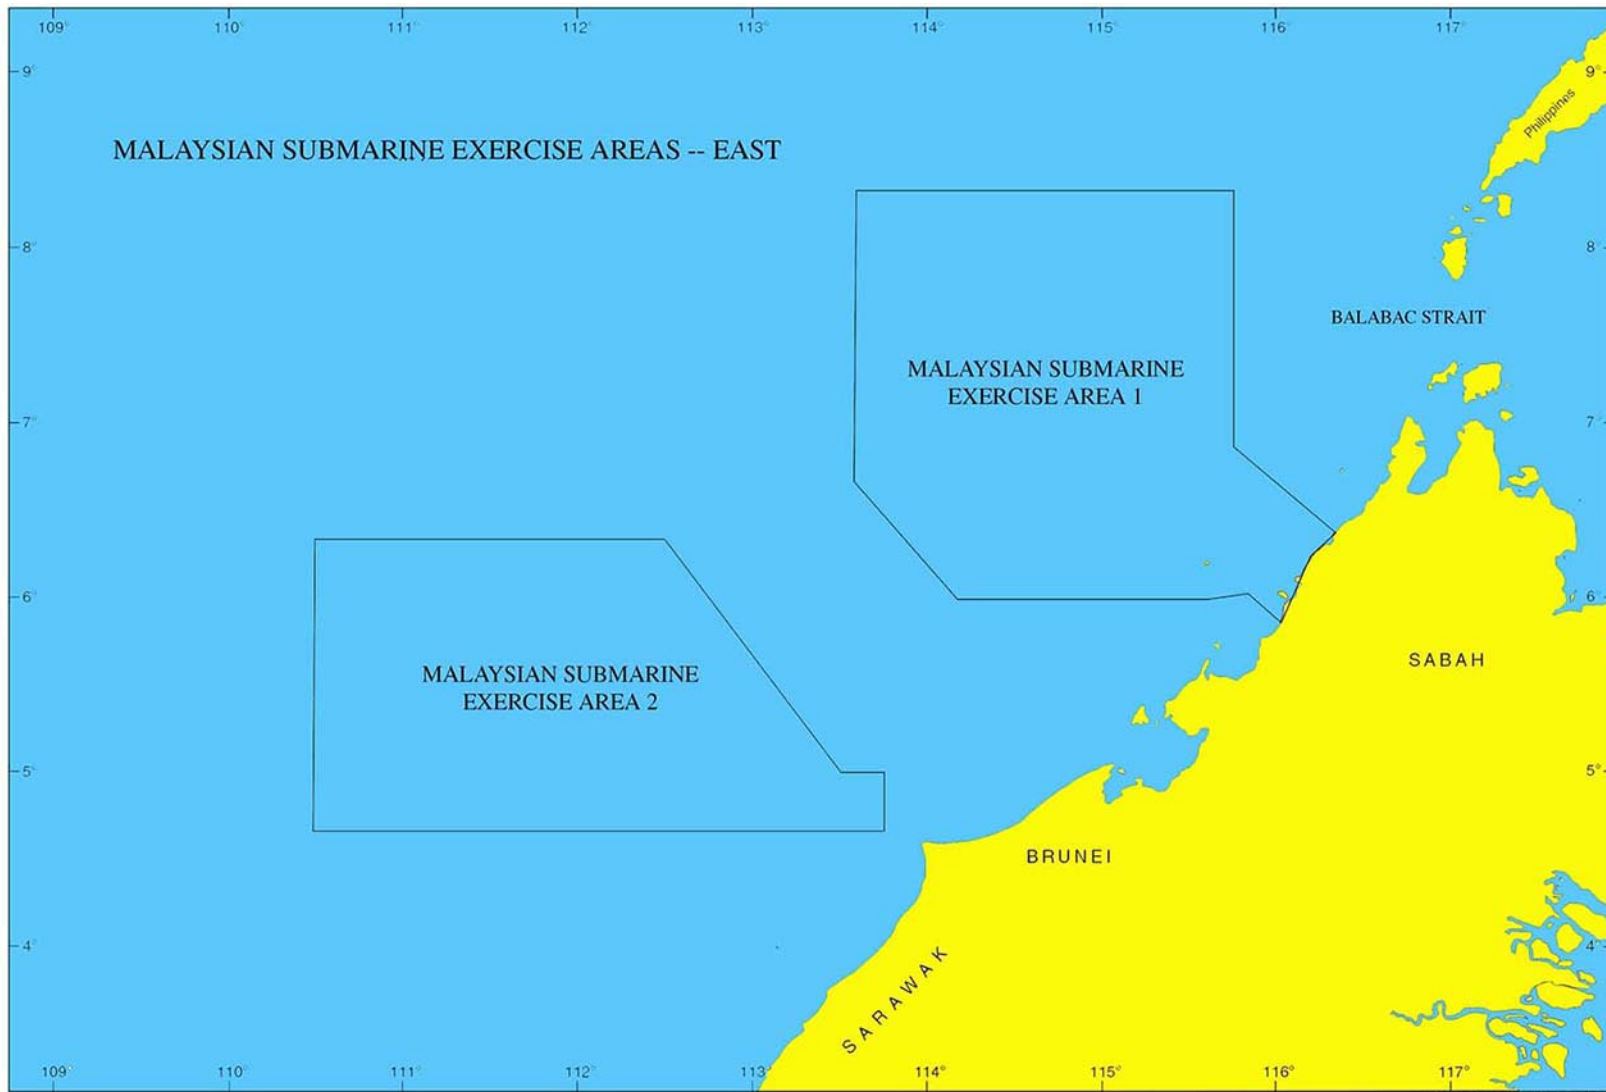 109° 110° 111° 112° 113° 114° 115° 116° 117°
9° 9°
Philippines
MALAYSIAN SUBMARINE EXERCISE AREAS -- EAST
8° 8°
BALABAC STRAIT
MALAYSIAN SUBMARINE
EXERCISE AREA 1
7° 7°
6° 6°
SABAH
MALAYSIAN SUBMARINE
EXERCISE AREA 2
5° 5°
BRUNEI
4° 4°
SARAWAK
109° 110° 111° 112° 113° 114° 115° 116° 117°